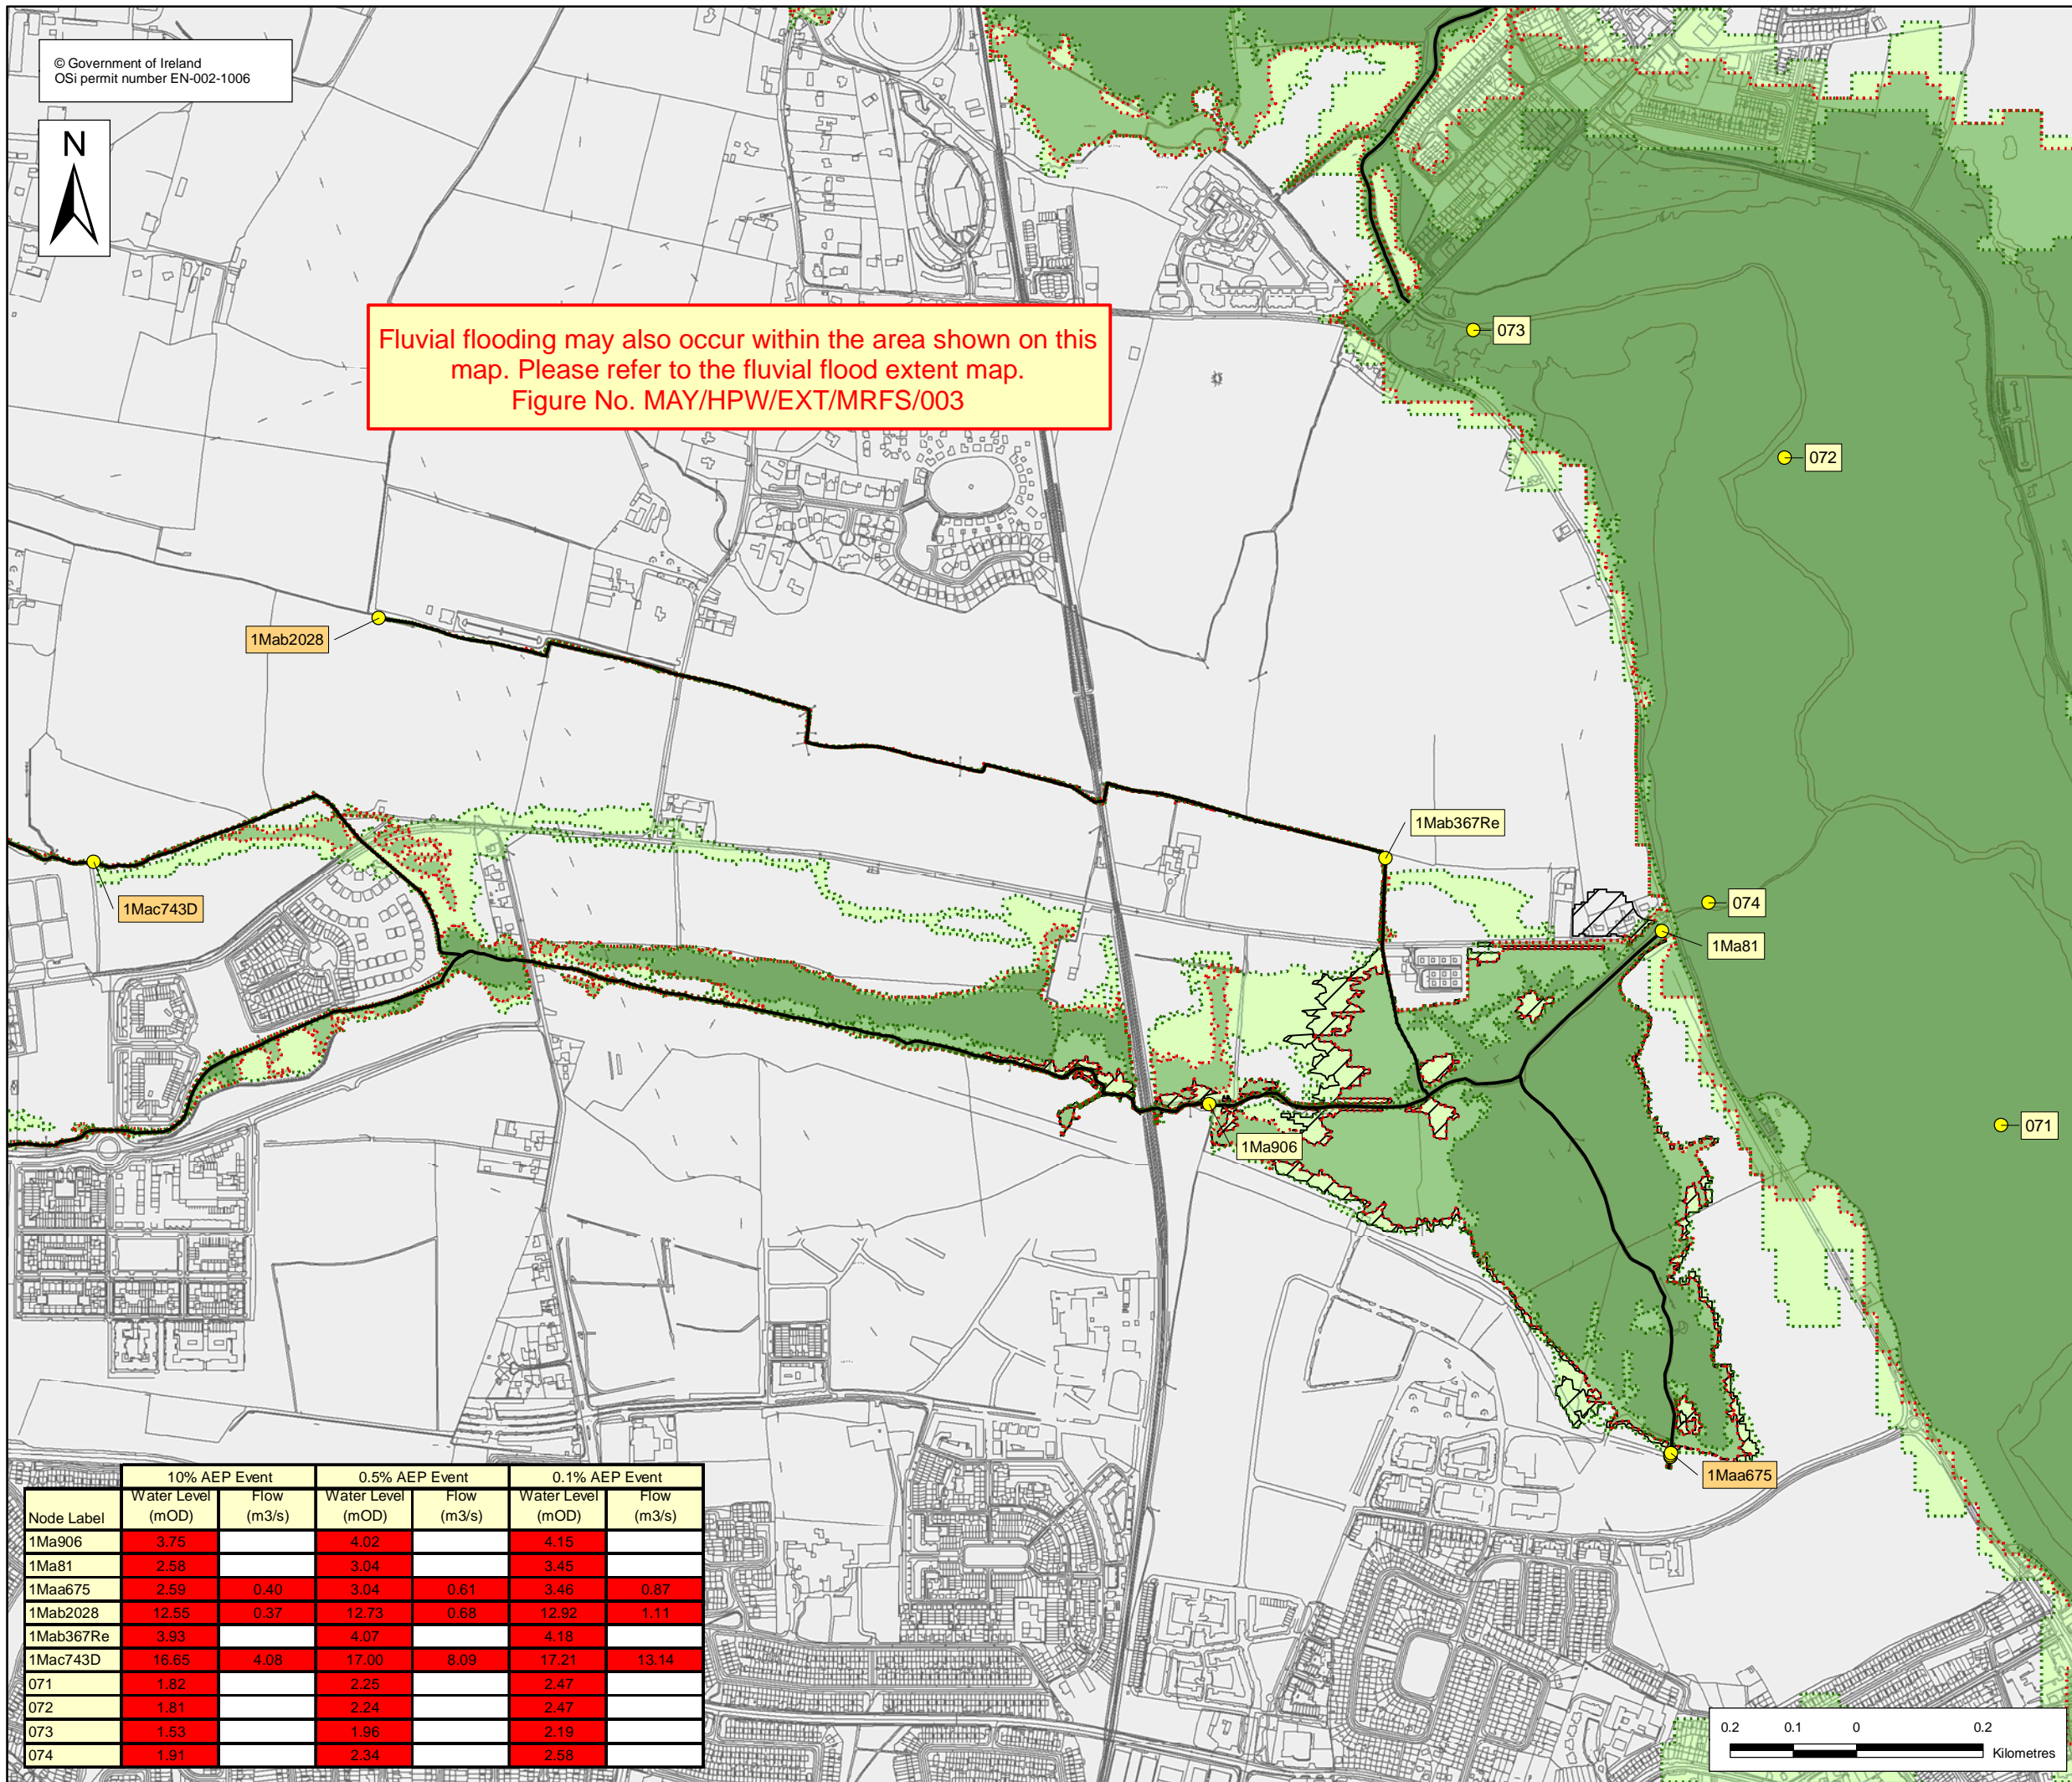 © Government of Ireland
OSi permit number EN-002-1006
N
Fluvial flooding may also occur within the area shown on this
map. Please refer to the fluvial flood extent map.
Figure No. MAY/HPW/EXT/MRFS/003
073
072
1Mab2028
1Mab367Re
1Mac743D
074
1Ma81
071
1Ma906
1Maa675
10% AEP Event 0.5% AEP Event 0.1% AEP Event
Node Label Water Level (mOD) Flow (m3/s) Water Level (mOD) Flow (m3/s) Water Level (mOD) Flow (m3/s)
1Ma906 3.75 4.02 4.15
1Ma81 2.58 3.04 3.45
1Maa675 2.59 0.40 3.04 0.61 3.46 0.87
1Mab2028 12.55 0.37 12.73 0.68 12.92 1.11
1Mab367Re 3.93 4.07 4.18
1Mac743D 16.65 4.08 17.00 8.09 17.21 13.14
071 1.82 2.25 2.47
072 1.81 2.24 2.47
073 1.53 1.96 2.19
074 1.91 2.34 2.58
0.2 0.1 0 0.2
Kilometres